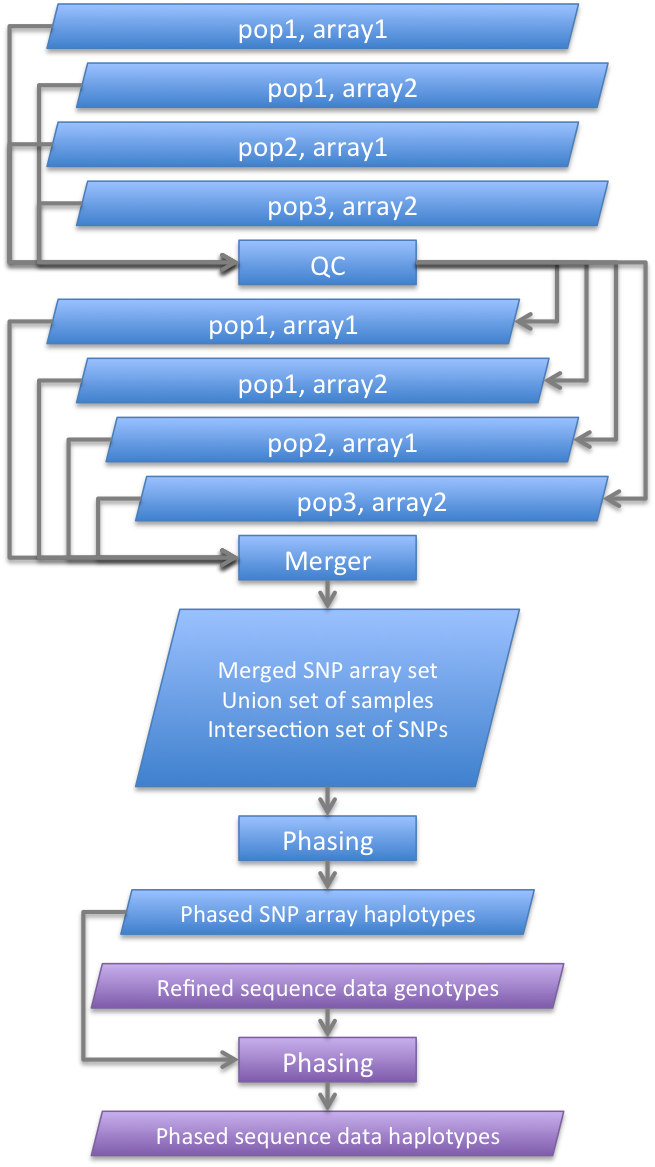 pop1, array1
pop1, array2
pop2, array1
pop3, array2
QC
pop1, array1
pop1, array2
pop2, array1
pop3, array2
Merger
Merged SNP array set
Union set of samples
Intersection set of SNPs
Phasing
Phased SNP array haplotypes
Refined sequence data genotypes
Phasing
Phased sequence data haplotypes